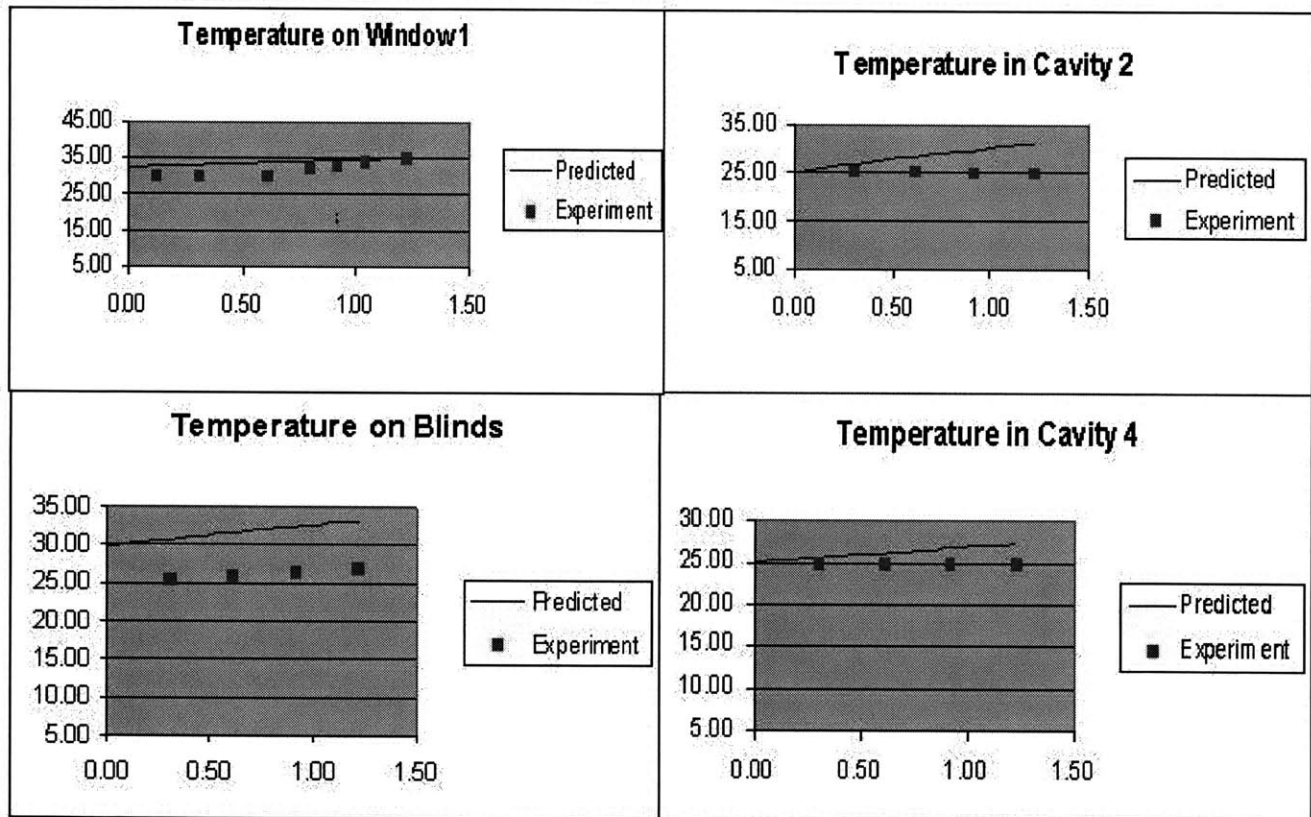 Temperature on Window1
45.00
35.00
25.00
15.00
5.00
0.00 0.50 1.00 1.50
Predicted
Experiment
Temperature in Cavity 2
35.00
25.00
15.00
5.00
0.00 0.50 1.00 1.50
Predicted
Experiment
Temperature on Blinds
35.00
30.00
25.00
20.00
15.00
10.00
5.00
0.00 0.50 1.00 1.50
Predicted
Experiment
Temperature in Cavity 4
30.00
25.00
20.00
15.00
10.00
5.00
0.00 0.50 1.00 1.50
Predicted
Experiment